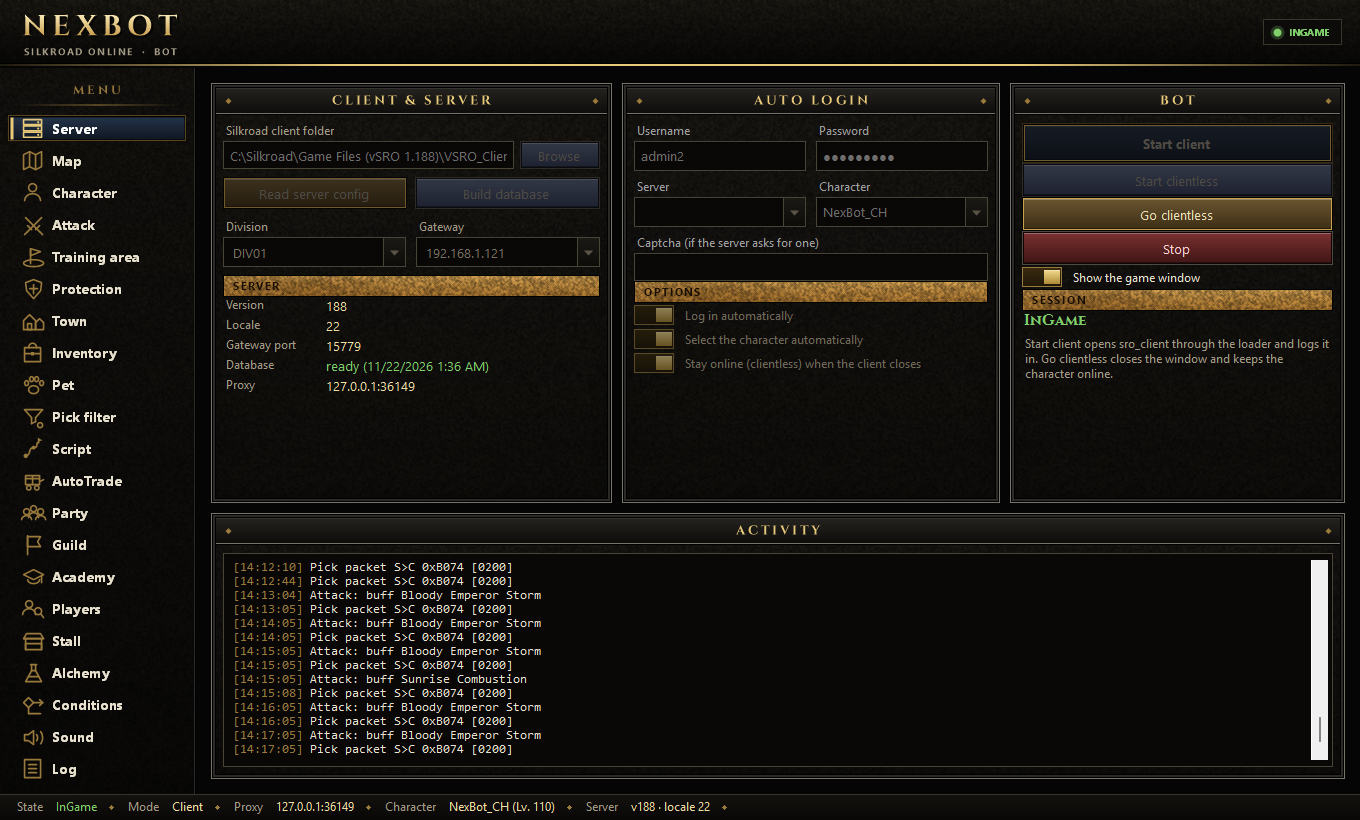 NEXBOT
SILKROAD ONLINE · BOT
INGAME
MENU
Server
Map
Character
Attack
Training area
Protection
Town
Inventory
Pet
Pick filter
Script
AutoTrade
Party
Guild
Academy
Players
Stall
Alchemy
Conditions
Sound
Log
CLIENT & SERVER
Silkroad client folder
C:\Silkroad\Game Files (vSRO 1.188)\VSRO_Clier
Browse
Read server config
Build database
Division
Gateway
DIV01
192.168.1.121
SERVER
Version 188
Locale 22
Gateway port 15779
Database ready (11/22/2026 1:36 AM)
Proxy 127.0.0.1:36149
AUTO LOGIN
Username
Password
admin2
●●●●●●●●●
Server
Character
NexBot_CH
Captcha (if the server asks for one)
OPTIONS
Log in automatically
Select the character automatically
Stay online (clientless) when the client closes
BOT
Start client
Start clientless
Go clientless
Stop
Show the game window
SESSION
InGame
Start client opens sro_client through the loader and logs it
in. Go clientless closes the window and keeps the
character online.
ACTIVITY
[14:12:10] Pick packet S>C 0xB074 [0200]
[14:12:44] Pick packet S>C 0xB074 [0200]
[14:13:04] Attack: buff Bloody Emperor Storm
[14:13:05] Pick packet S>C 0xB074 [0200]
[14:14:05] Attack: buff Bloody Emperor Storm
[14:14:05] Pick packet S>C 0xB074 [0200]
[14:15:05] Attack: buff Bloody Emperor Storm
[14:15:05] Pick packet S>C 0xB074 [0200]
[14:15:05] Attack: buff Sunrise Combustion
[14:15:08] Pick packet S>C 0xB074 [0200]
[14:16:05] Attack: buff Bloody Emperor Storm
[14:16:05] Pick packet S>C 0xB074 [0200]
[14:17:05] Attack: buff Bloody Emperor Storm
[14:17:05] Pick packet S>C 0xB074 [0200]
State InGame ◆ Mode Client ◆ Proxy 127.0.0.1:36149 ◆ Character NexBot_CH (Lv. 110) ◆ Server v188 · locale 22 ◆